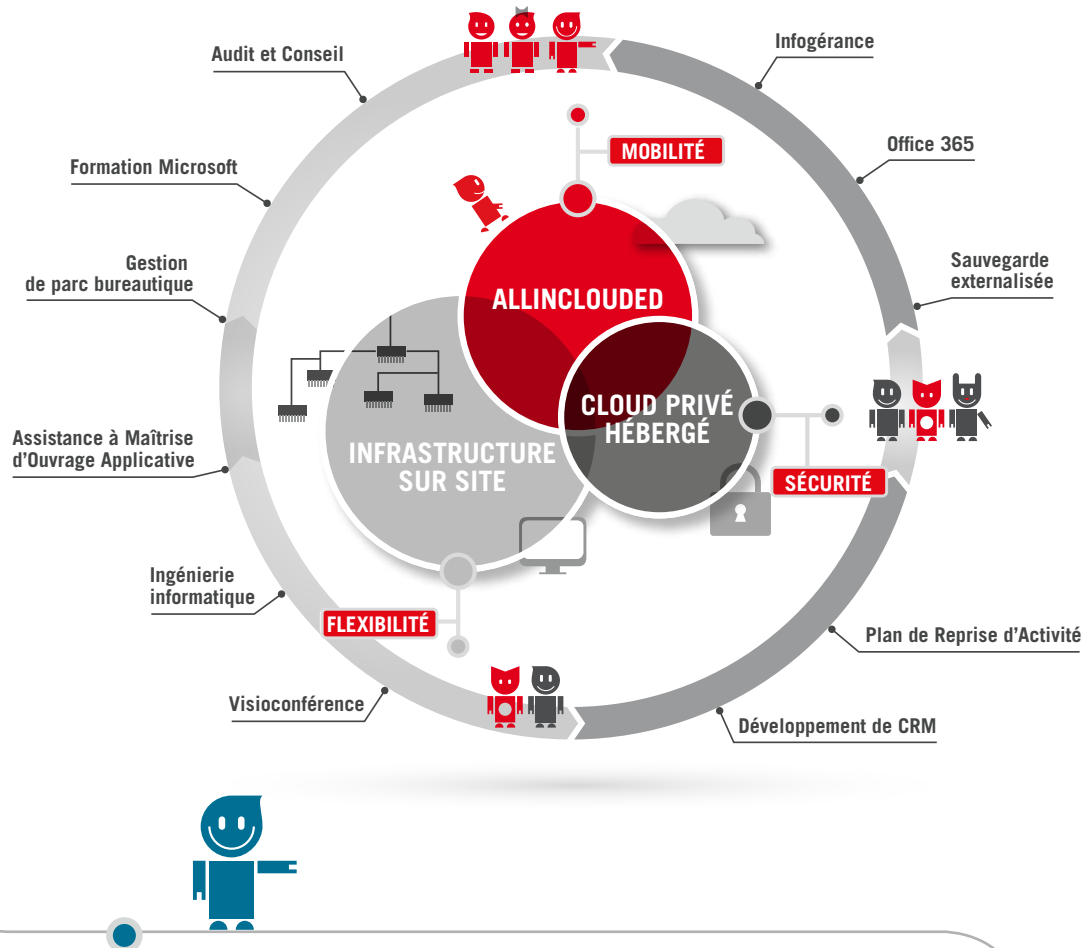 Audit et Conseil
Infogérance
MOBILITÉ
Office 365
Formation Microsoft
Gestion
de parc bureautique
Sauvegarde
externalisée
ALLINCLOUDED
CLOUD PRIVÉ
HÉBERGÉ
INFRASTRUCTURE
SUR SITE
SÉCURITÉ
Assistance à Maîtrise
d'Ouvrage Applicative
Ingénierie
informatique
FLEXIBILITÉ
Plan de Reprise d'Activité
Visioconférence
Développement de CRM